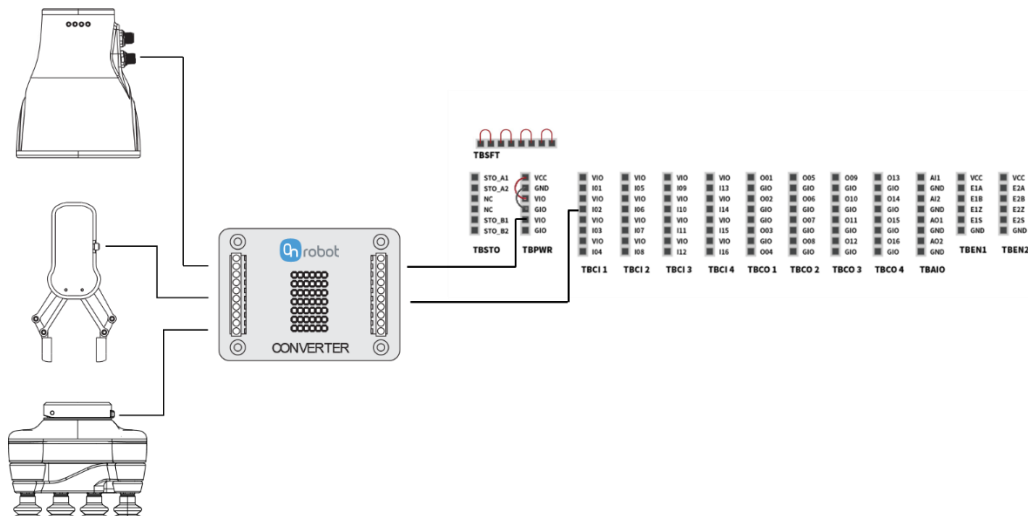 TBSFT
STO_A1
STO_A2
NC
NC
STO_B1
STO_B2
TBSTO
VCC
GND
VIO
GIO
VIO
GIO
TBPWR
VIO
I01
VIO
I02
VIO
I03
VIO
I04
TBCI 1
VIO
I05
VIO
I06
VIO
I07
VIO
I08
TBCI 2
VIO
I09
VIO
I10
VIO
I11
VIO
I12
TBCI 3
VIO
I13
VIO
I14
VIO
I15
VIO
I16
TBCI 4
O01
GIO
O02
GIO
GIO
O03
GIO
O04
TBCO 1
O05
GIO
O06
GIO
O07
GIO
O08
GIO
TBCO 2
O09
GIO
O10
GIO
O11
GIO
O12
GIO
TBCO 3
O13
GIO
O14
GIO
O15
GIO
O16
GIO
TBCO 4
AI1
GND
AI2
GND
AO1
GND
AO2
GND
TBAIO
VCC
E1A
E1B
E1Z
E1S
GND
TBEN1
VCC
E2A
E2B
E2Z
E2S
GND
TBEN2
On robot
CONVERTER